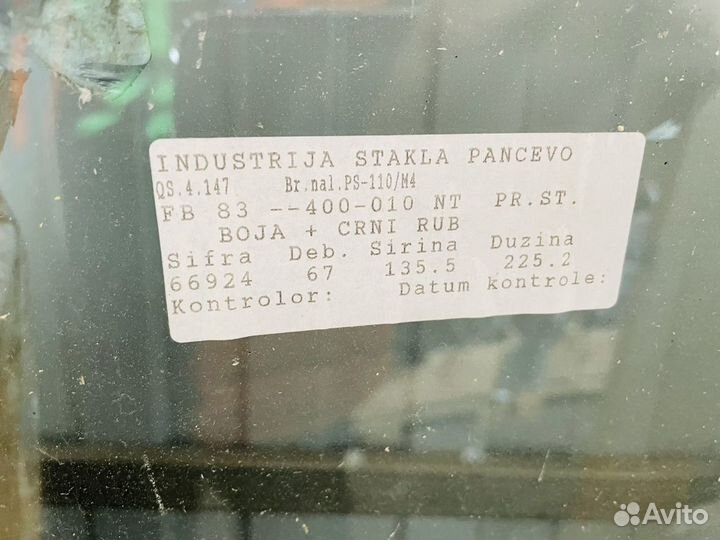 INDUSTRIJA STAKLA PANCEVO
QS.4.147 Br.nal.PS-110/M4
FB 83 --400-010 NT PR.ST.
BOJA + CRNI RUB
Sifra Deb. Sirina Duzina
66924 67 135.5 225.2
Kontrolor: Datum kontrole:
Avito